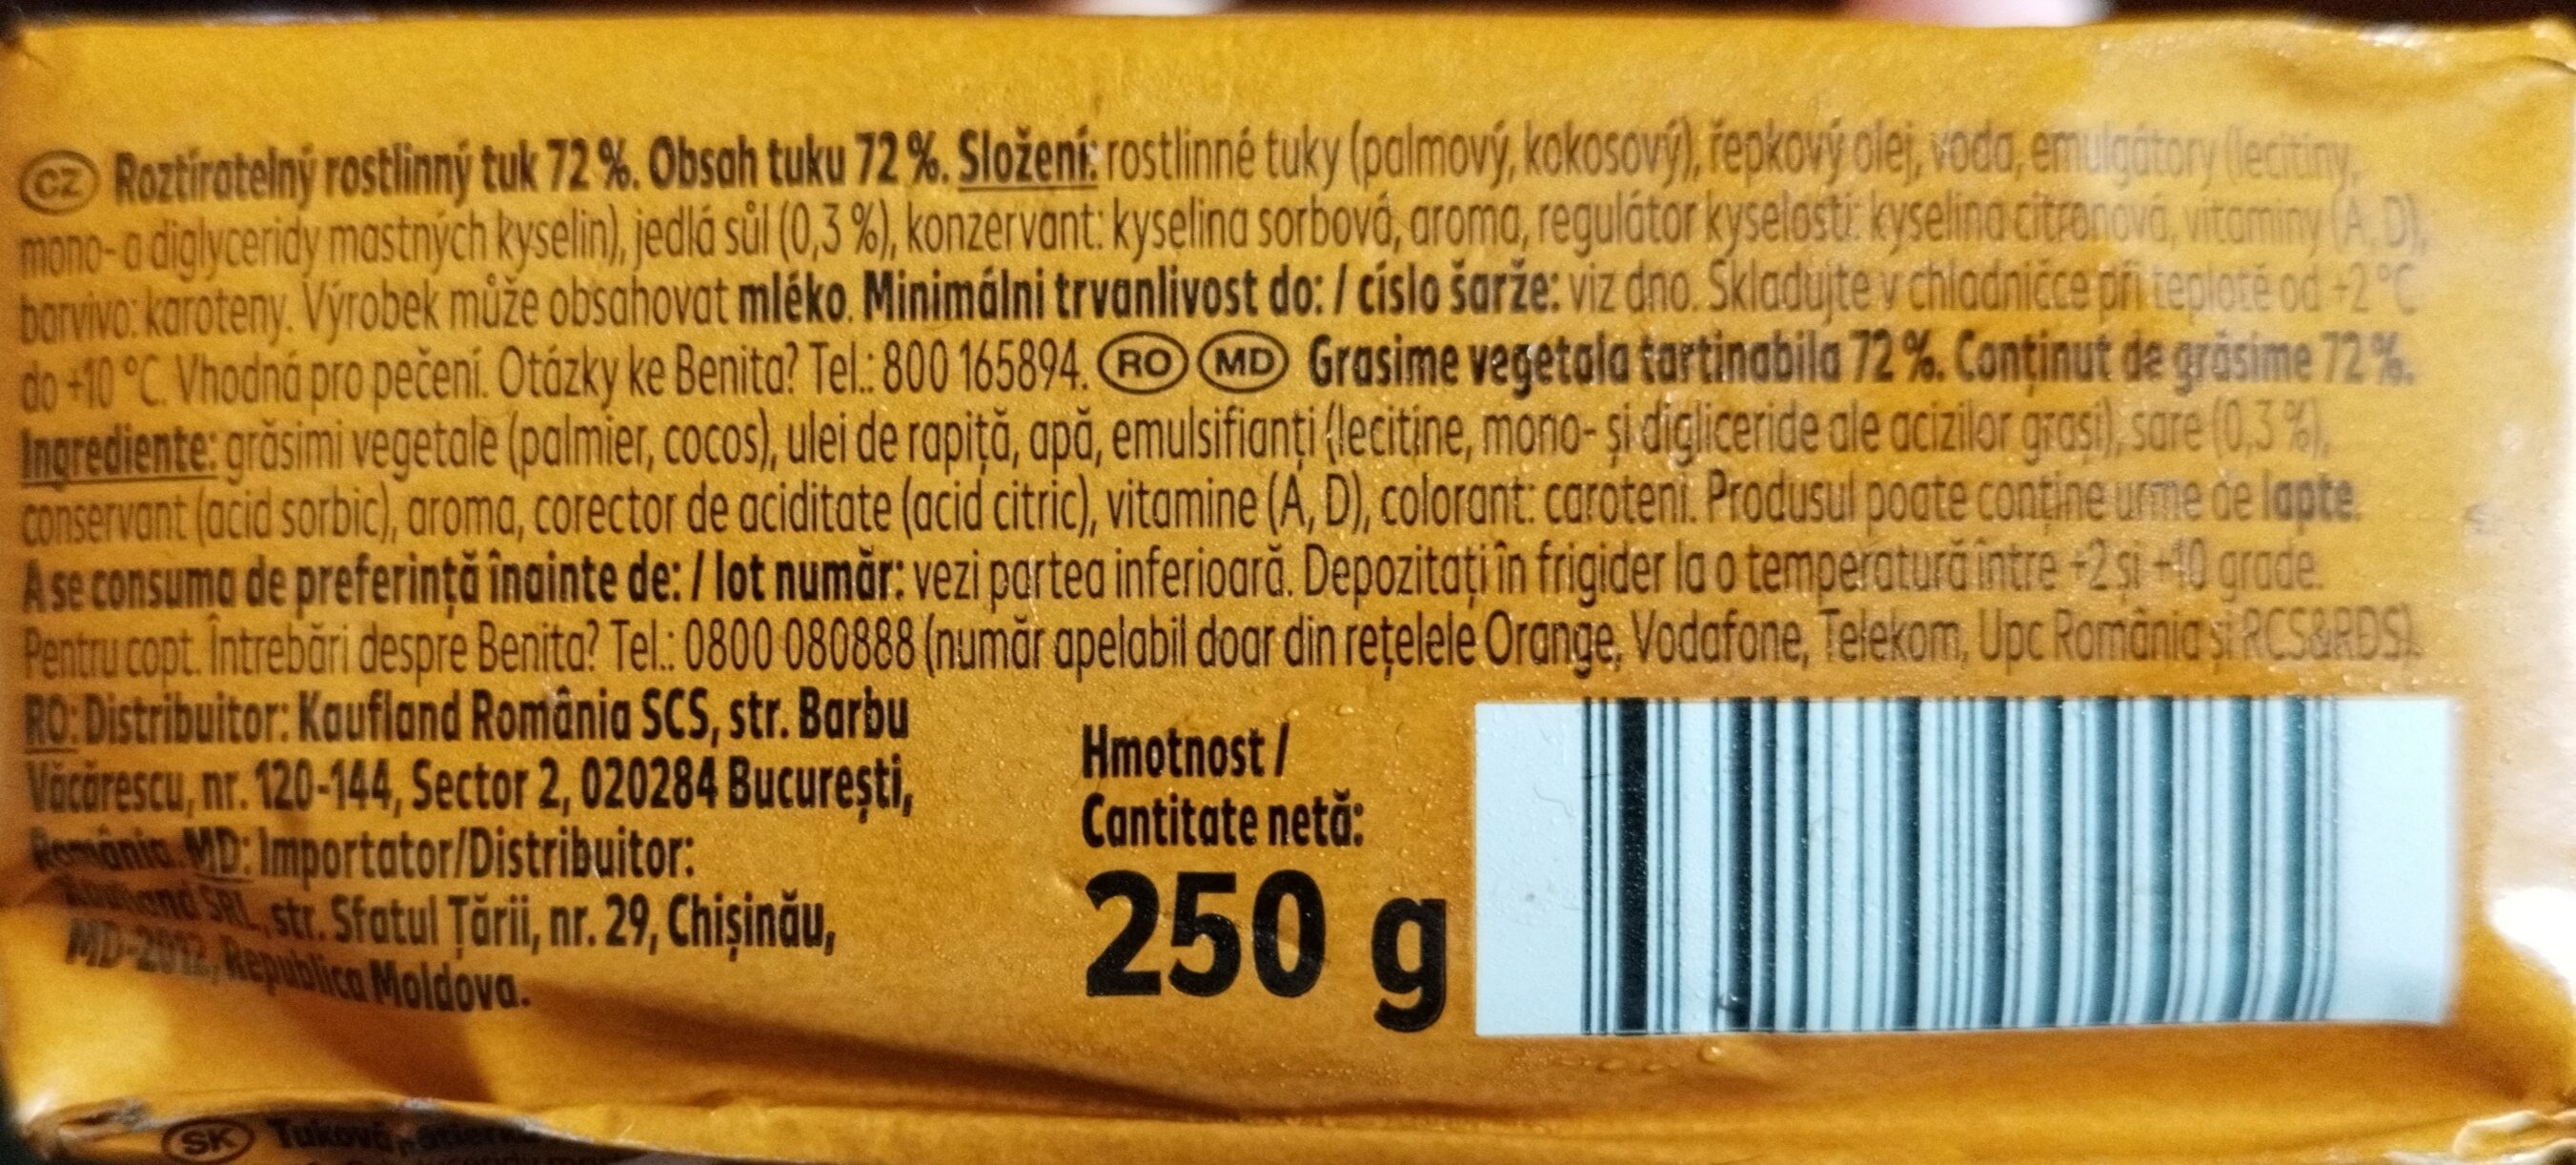 CZ Roztíratelný rostlinný tuk 72 %. Obsah tuku 72 %. Složení: rostlinné tuky (palmový, kokosový), řepkový olej, voda, emulgátory (lecitiny,
mono- a diglyceridy mastných kyselin), jedlá sůl (0,3 %), konzervant: kyselina sorbová, aroma, regulátor kyselosti: kyselina citronová, vitaminy (A, D),
barvivo: karoteny. Výrobek může obsahovat mléko. Minimálni trvanlivost do: / císlo šarže: viz dno. Skladujte v chladničce při teplotě od +2 °C
do +10 °C. Vhodná pro pečení. Otázky ke Benita? Tel.: 800 165894. RO MD Grasime vegetala tartinabila 72 %. Conținut de grăsime 72 %.
Ingrediente: grăsimi vegetale (palmier, cocos), ulei de rapiță, apă, emulsifianți (lecitine, mono- și digliceride ale acizilor grași), sare (0,3 %),
conservant (acid sorbic), aroma, corector de aciditate (acid citric), vitamine (A, D), colorant: caroteni. Produsul poate conține urme de lapte.
A se consuma de preferință înainte de: / lot număr: vezi partea inferioară. Depozitați în frigider la o temperatură între +2 și +10 grade.
Pentru copt. Întrebări despre Benita? Tel.: 0800 080888 (număr apelabil doar din rețelele Orange, Vodafone, Telekom, Upc România și RCS&RDS).
RO: Distribuitor: Kaufland România SCS, str. Barbu
Văcărescu, nr. 120-144, Sector 2, 020284 București,
România. MD: Importator/Distribuitor:
Kaufland SRL, str. Sfatul Țării, nr. 29, Chișinău,
MD-2012, Republica Moldova.
Hmotnost /
Cantitate netă:
250 g
SK Tuková